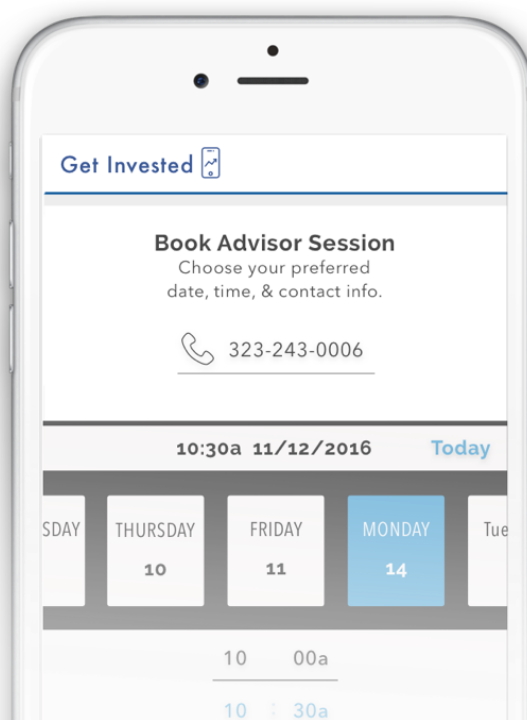 Get Invested
Book Advisor Session
Choose your preferred
date, time, & contact info.
323-243-0006
10:30a 11/12/2016 Today
SDAY THURSDAY FRIDAY MONDAY Tue
10 11 14
10 00a
10 : 30a